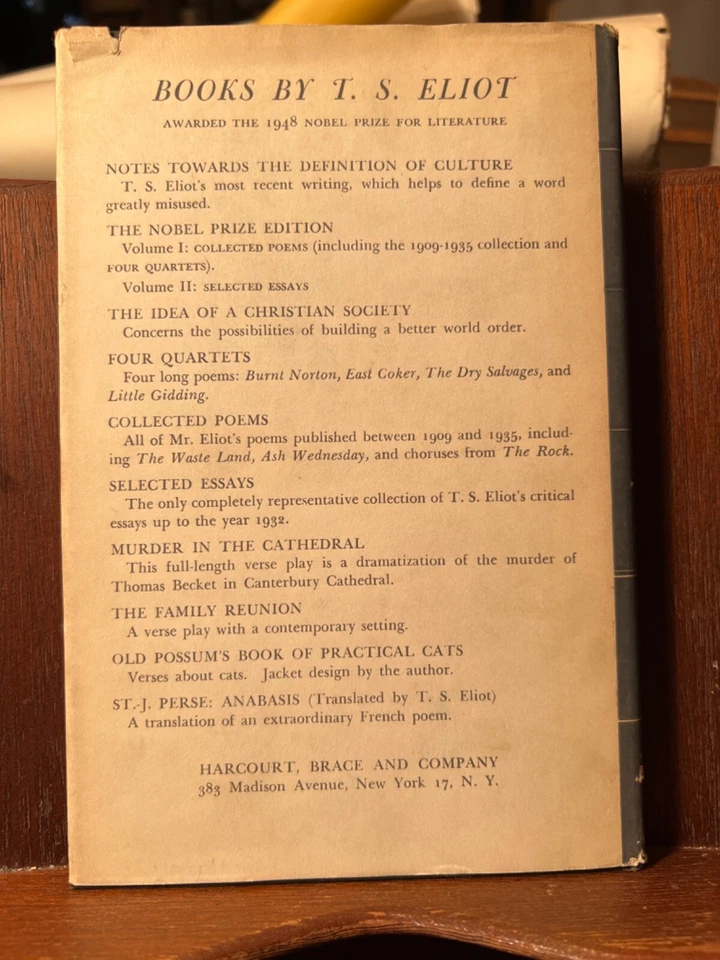 BOOKS BY T. S. ELIOT
AWARDED THE 1948 NOBEL PRIZE FOR LITERATURE
NOTES TOWARDS THE DEFINITION OF CULTURE
T. S. Eliot's most recent writing, which helps to define a word
greatly misused.
THE NOBEL PRIZE EDITION
Volume I: COLLECTED POEMS (including the 1909-1935 collection and
FOUR QUARTETS).
Volume II: SELECTED ESSAYS
THE IDEA OF A CHRISTIAN SOCIETY
Concerns the possibilities of building a better world order.
FOUR QUARTETS
Four long poems: Burnt Norton, East Coker, The Dry Salvages, and
Little Gidding.
COLLECTED POEMS
All of Mr. Eliot's poems published between 1909 and 1935, includ-
ing The Waste Land, Ash Wednesday, and choruses from The Rock.
SELECTED ESSAYS
The only completely representative collection of T. S. Eliot's critical
essays up to the year 1932.
MURDER IN THE CATHEDRAL
This full-length verse play is a dramatization of the murder of
Thomas Becket in Canterbury Cathedral.
THE FAMILY REUNION
A verse play with a contemporary setting.
OLD POSSUM'S BOOK OF PRACTICAL CATS
Verses about cats. Jacket design by the author.
ST.-J. PERSE: ANABASIS (Translated by T. S. Eliot)
A translation of an extraordinary French poem.
HARCOURT, BRACE AND COMPANY
383 Madison Avenue, New York 17, N. Y.